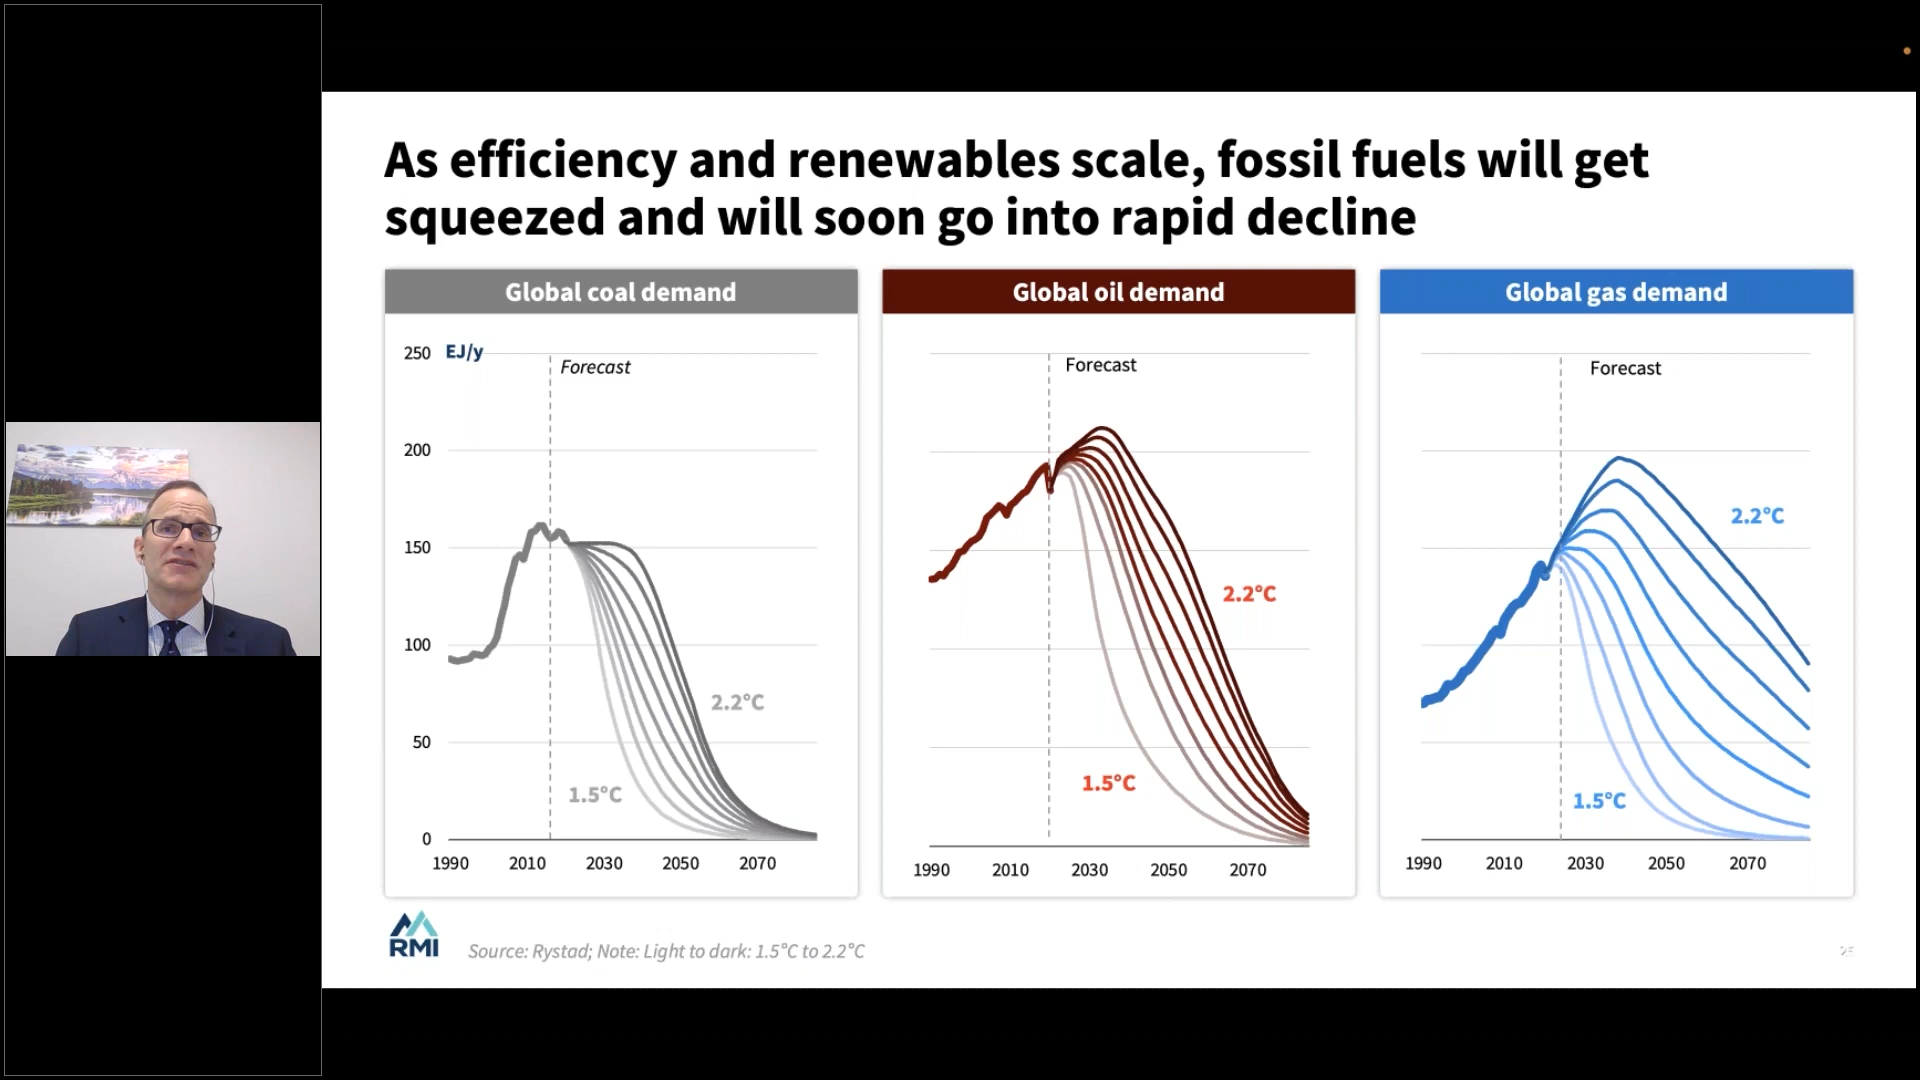 As efficiency and renewables scale, fossil fuels will get
squeezed and will soon go into rapid decline
Global coal demand
250 EJ/y
Forecast
200
150
100
2.2°C
50
1.5°C
0
1990 2010 2030 2050 2070
Global oil demand
Forecast
2.2°C
1.5°C
1990 2010 2030 2050 2070
Global gas demand
Forecast
2.2°C
1.5°C
1990 2010 2030 2050 2070
RMI
Source: Rystad; Note: Light to dark: 1.5°C to 2.2°C